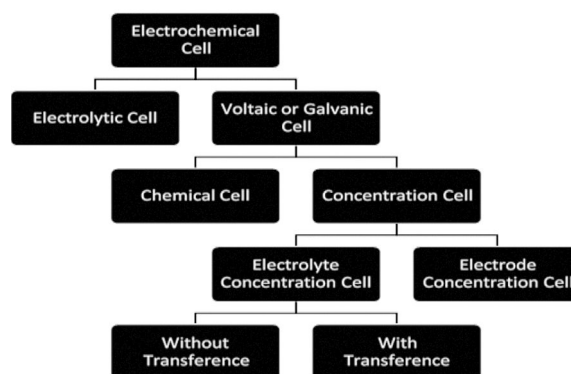 Electrochemical
Cell
Electrolytic Cell
Voltaic or Galvanic
Cell
Chemical Cell
Concentration Cell
Electrolyte
Concentration Cell
Electrode
Concentration Cell
Without
Transference
With
Transference